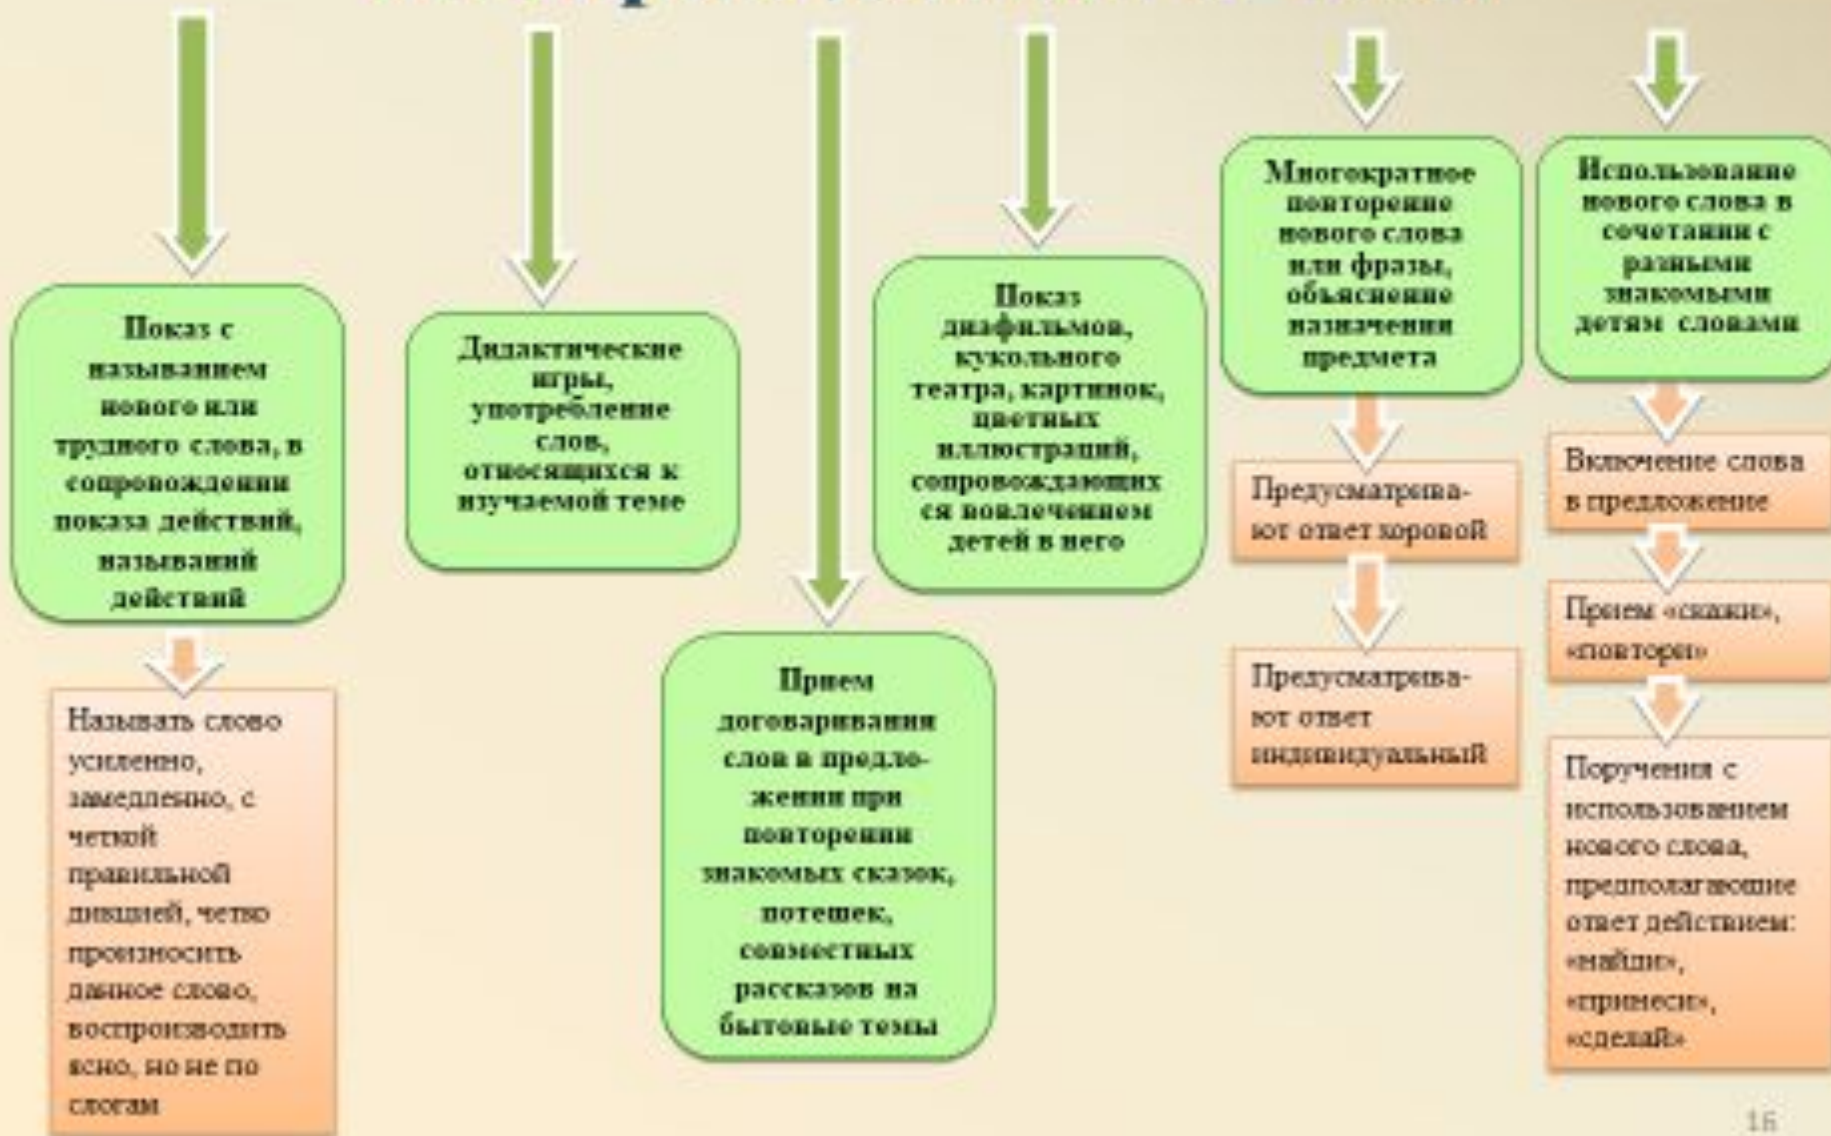 Показ с
называнием
нового или
трудного слова, в
сопровождении
показа действий,
называний
действий
Называть слово
усиленно,
замедленно, с
четкой
правильной
дикцией, четко
произносить
данное слово,
воспроизводить
ясно, но не по
слогам
Дидактические
игры,
употребление
слов,
относящихся к
изучаемой теме
Прием
договаривания
слов в предло-
жении при
повторении
знакомых сказок,
потешек,
совместных
рассказов на
бытовые темы
Показ
диафильмов,
кукольного
театра, картинок,
цветных
иллюстраций,
сопровождающих
ся вовлечением
детей в него
Многократное
повторение
нового слова
или фразы,
объяснение
назначения
предмета
Предусматрива-
ют ответ хоровой
Предусматрива-
ют ответ
индивидуальный
Использование
нового слова в
сочетании с
разными
знакомыми
детям словами
Включение слова
в предложение
Прием «скажи»,
«повтори»
Поручения с
использованием
нового слова,
предполагающие
ответ действием:
«найди»,
«принеси»,
«сделай»
16